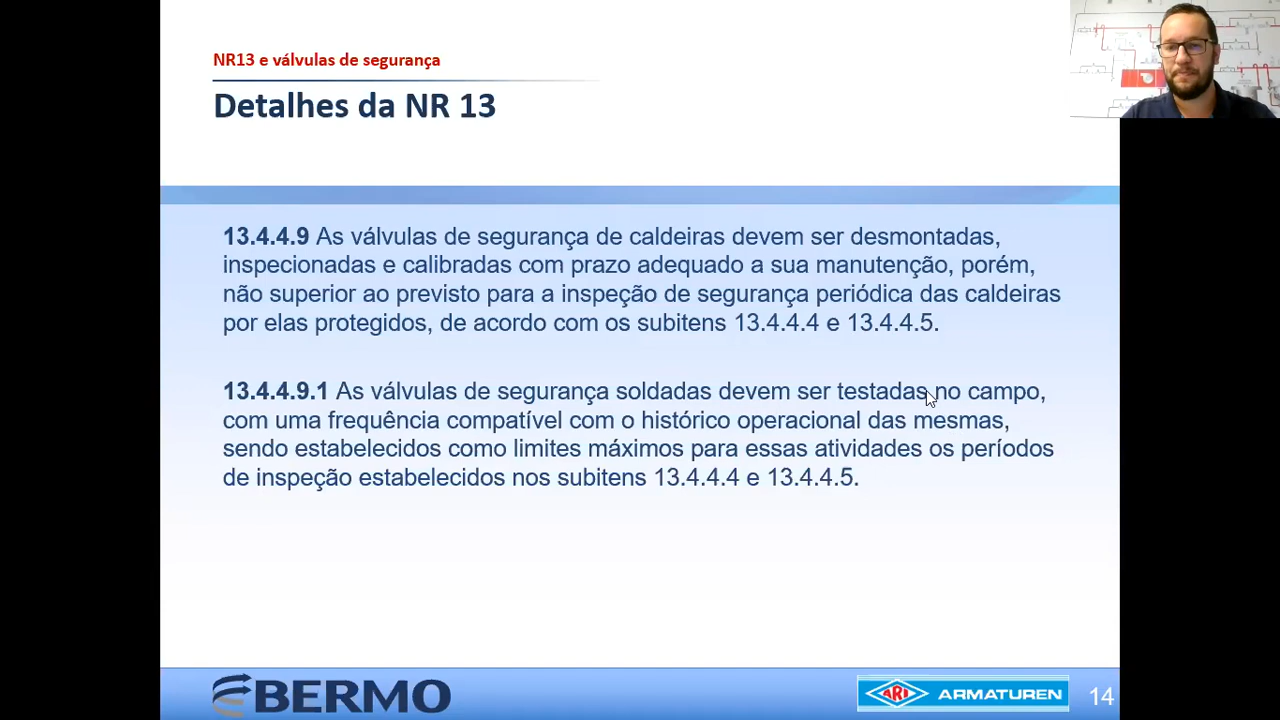 NR13 e válvulas de segurança
Detalhes da NR 13
13.4.4.9 As válvulas de segurança de caldeiras devem ser desmontadas,
inspecionadas e calibradas com prazo adequado a sua manutenção, porém,
não superior ao previsto para a inspeção de segurança periódica das caldeiras
por elas protegidos, de acordo com os subitens 13.4.4.4 e 13.4.4.5.
13.4.4.9.1 As válvulas de segurança soldadas devem ser testadas no campo,
com uma frequência compatível com o histórico operacional das mesmas,
sendo estabelecidos como limites máximos para essas atividades os períodos
de inspeção estabelecidos nos subitens 13.4.4.4 e 13.4.4.5.
BERMO
ARI ARMATUREN
14